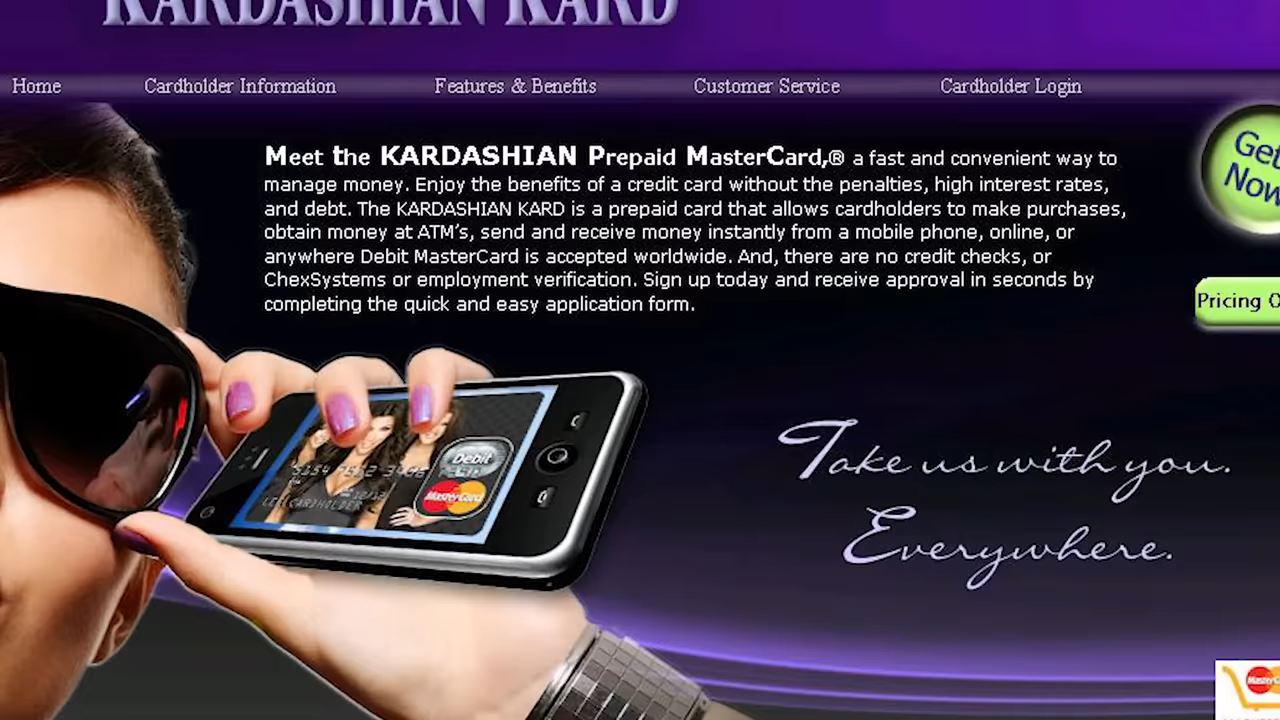 KARDASHIAN KARD
Home Cardholder Information Features & Benefits Customer Service Cardholder Login
Meet the KARDASHIAN Prepaid MasterCard,® a fast and convenient way to
manage money. Enjoy the benefits of a credit card without the penalties, high interest rates,
and debt. The KARDASHIAN KARD is a prepaid card that allows cardholders to make purchases,
obtain money at ATM's, send and receive money instantly from a mobile phone, online, or
anywhere Debit MasterCard is accepted worldwide. And, there are no credit checks, or
ChexSystems or employment verification. Sign up today and receive approval in seconds by
completing the quick and easy application form.
Get
Now
Pricing
Debit
MasterCard
CARDHOLDER
Take us with you.
Everywhere.